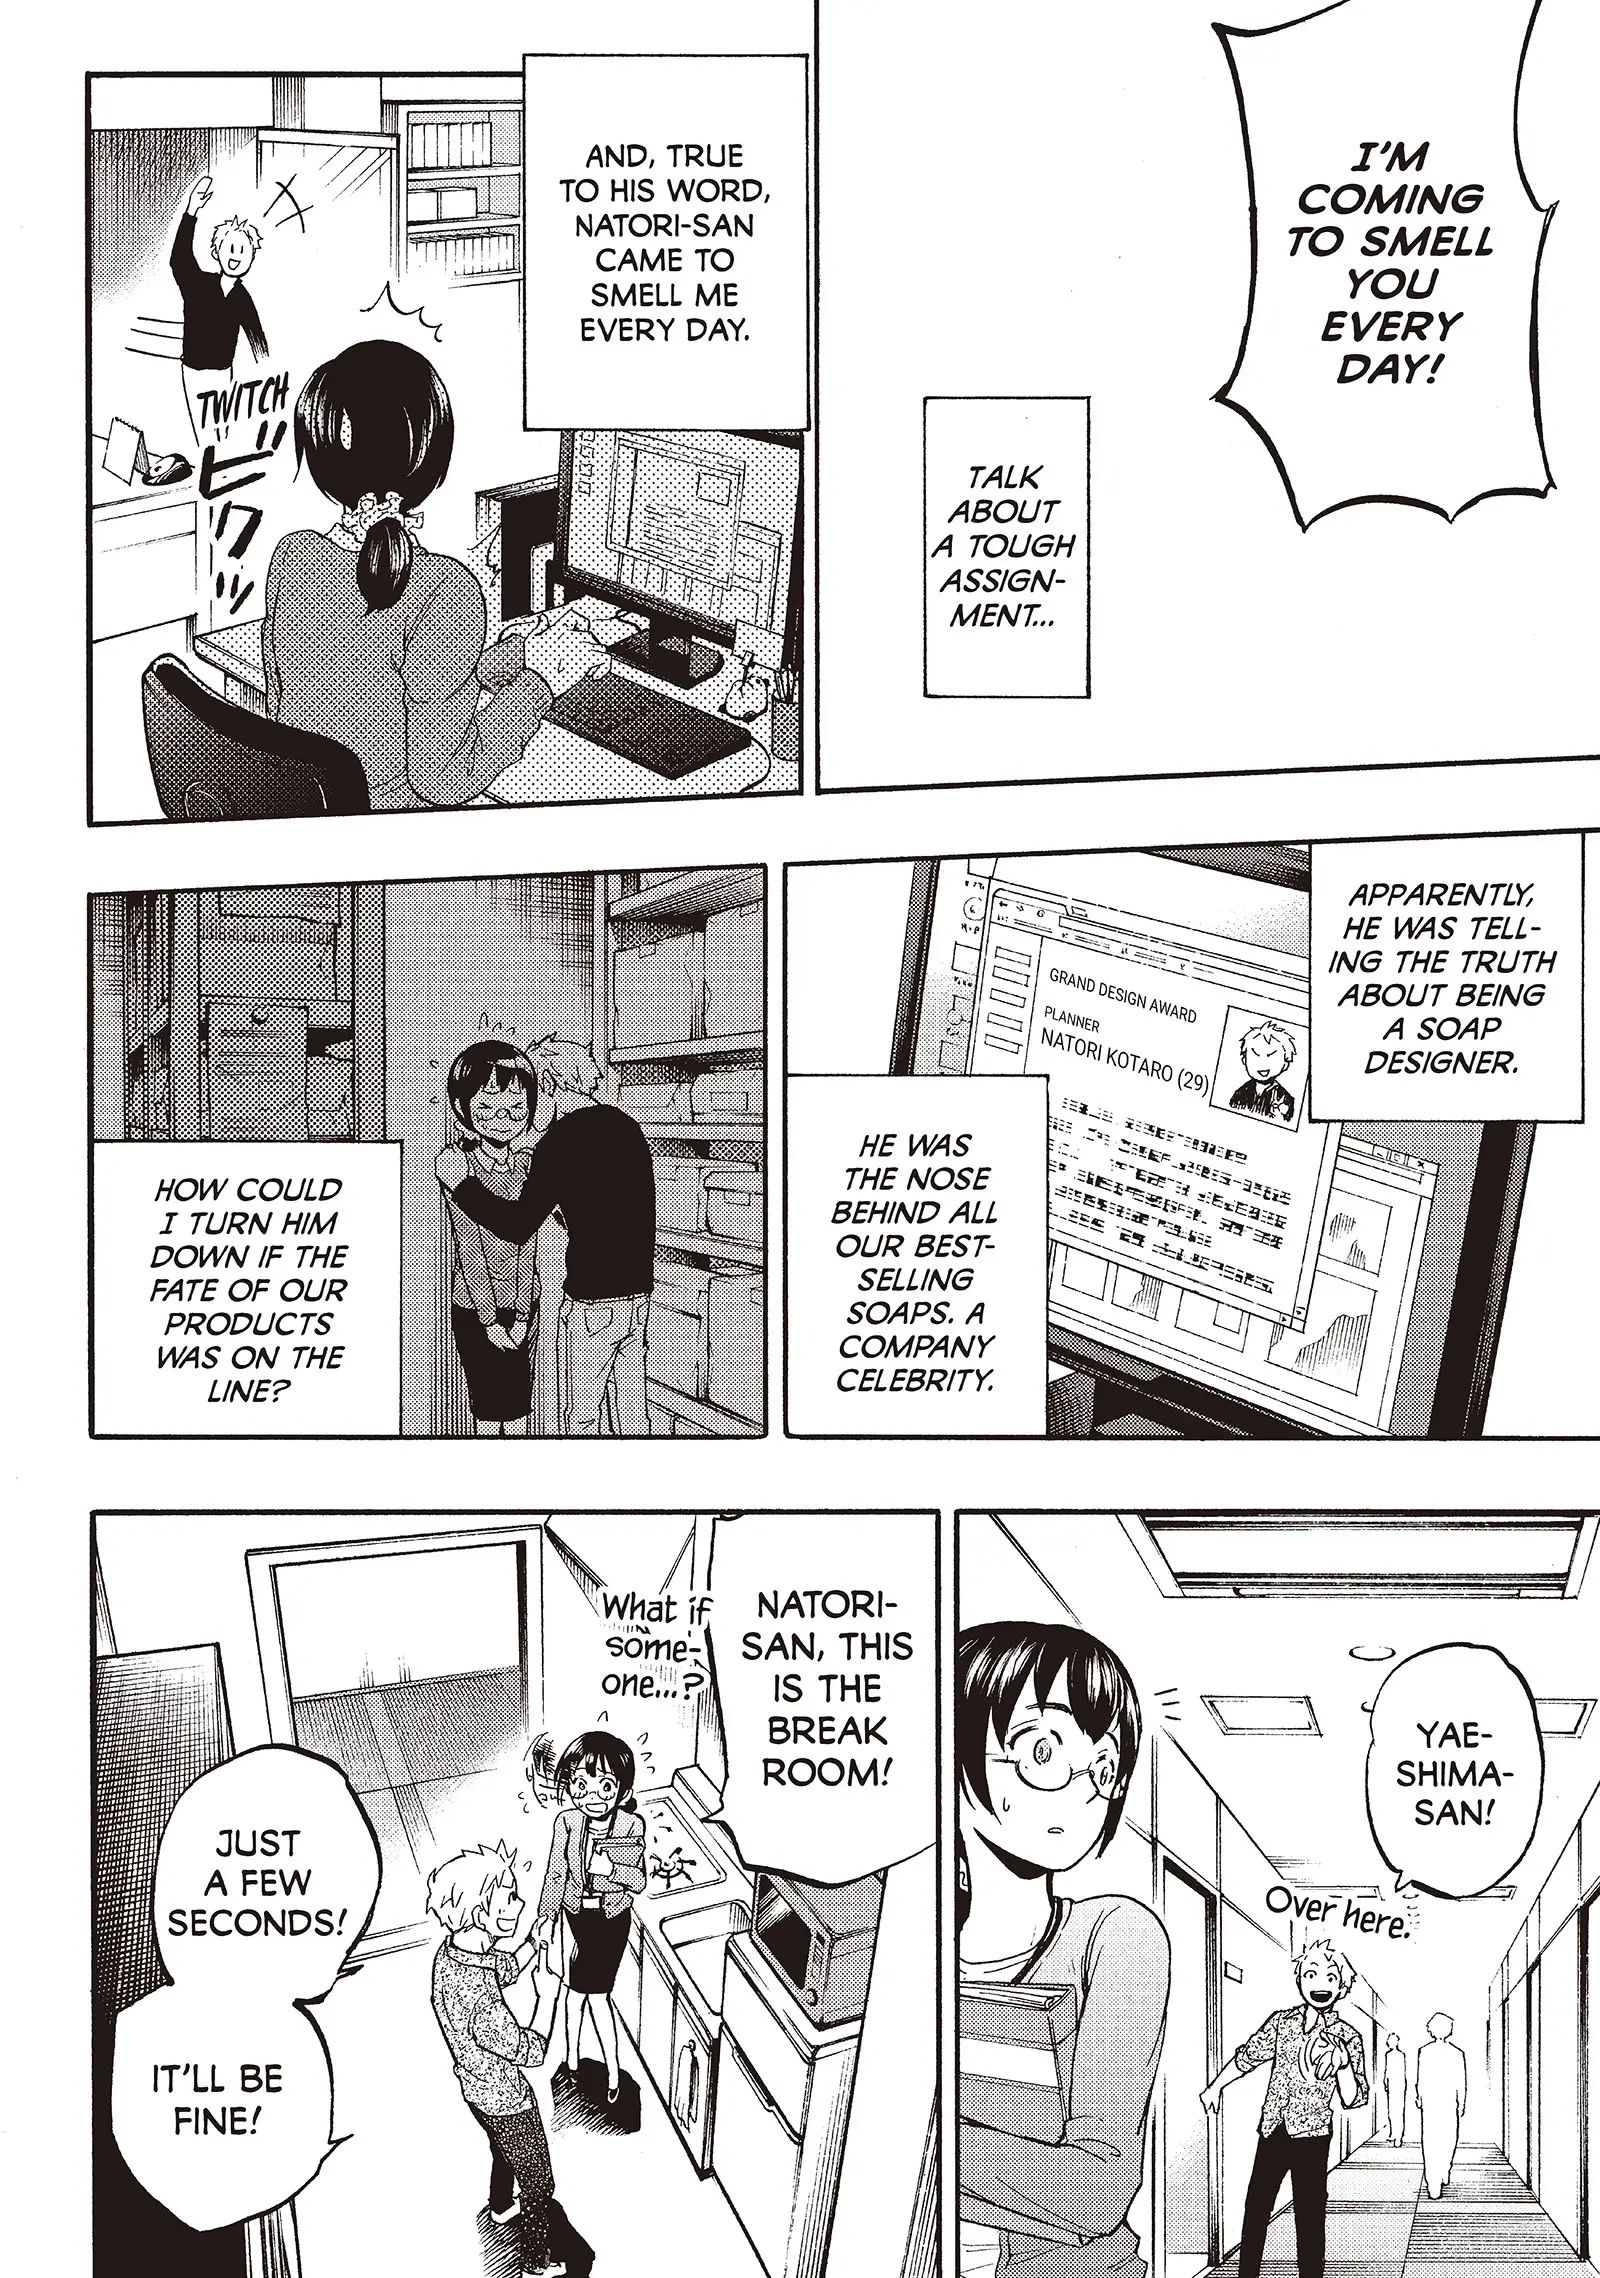 I'M
COMING
TO SMELL
YOU
EVERY
DAY!
TALK
ABOUT
A TOUGH
ASSIGN-
MENT...
AND, TRUE
TO HIS WORD,
NATORI-SAN
CAME TO
SMELL ME
EVERY DAY.
TWITCH
ビクッ
APPARENTLY,
HE WAS TELL-
ING THE TRUTH
ABOUT BEING
A SOAP
DESIGNER.
GRAND DESIGN AWARD
PLANNER
NATORI KOTARO (29)
HE WAS
THE NOSE
BEHIND ALL
OUR BEST-
SELLING
SOAPS. A
COMPANY
CELEBRITY.
HOW COULD
I TURN HIM
DOWN IF THE
FATE OF OUR
PRODUCTS
WAS ON THE
LINE?
YAE-
SHIMA-
SAN!
Over here.
NATORI-
SAN, THIS
IS THE
BREAK
ROOM!
What if
some-
one...?
JUST
A FEW
SECONDS!
IT'LL BE
FINE!